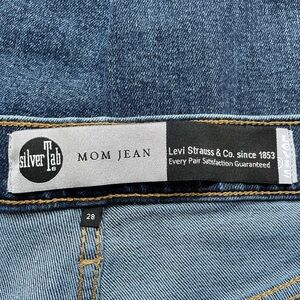 silverTab
MOM JEAN
Levi Strauss & Co. since 1853
Every Pair Satisfaction Guaranteed
28